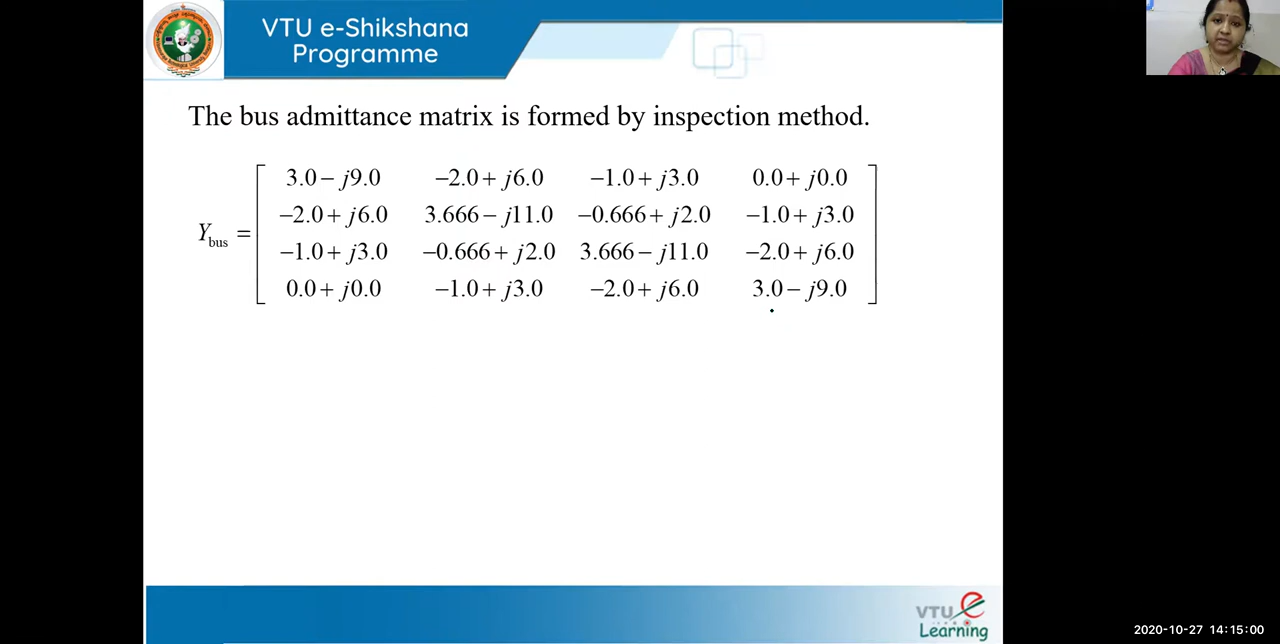 VTU e-Shikshana
Programme
The bus admittance matrix is formed by inspection method.
3.0 − j9.0 −2.0 + j6.0 −1.0 + j3.0 0.0 + j0.0
−2.0 + j6.0 3.666 − j11.0 −0.666 + j2.0 −1.0 + j3.0
Ybus =
−1.0 + j3.0 −0.666 + j2.0 3.666 − j11.0 −2.0 + j6.0
0.0 + j0.0 −1.0 + j3.0 −2.0 + j6.0 3.0 − j9.0
VTU e
Learning
2020-10-27 14:15:00